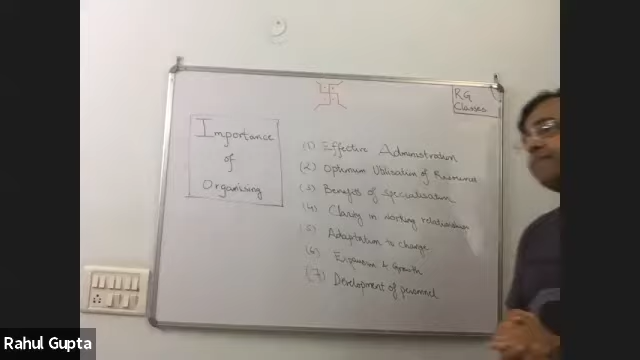 RG
Classes
Importance
of
Organising
(1) Effective Administration
(2) Optimum Utilisation of Resources
(3) Benefits of specialisation
(4) Clarity in working relationships
(5) Adaptation to change
(6) Expansion & Growth
(7) Development of personnel
Rahul Gupta